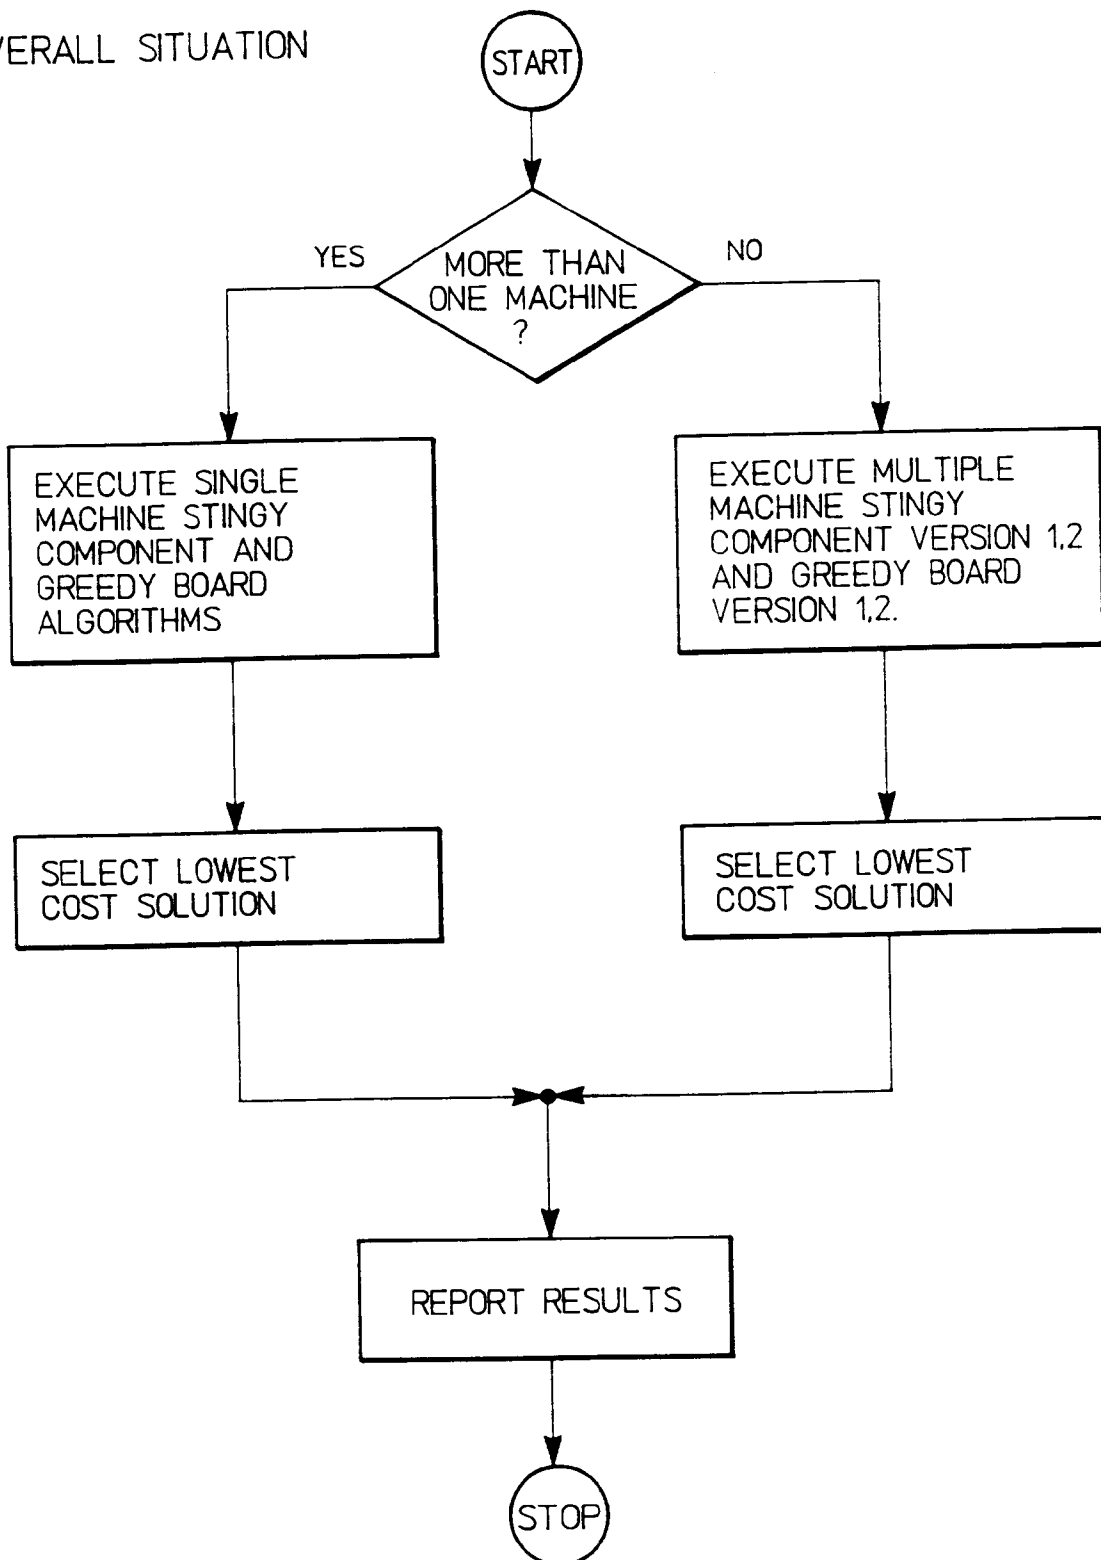 VERALL SITUATION
START
YES
MORE THAN
ONE MACHINE
?
NO
EXECUTE SINGLE
MACHINE STINGY
COMPONENT AND
GREEDY BOARD
ALGORITHMS
EXECUTE MULTIPLE
MACHINE STINGY
COMPONENT VERSION 1,2
AND GREEDY BOARD
VERSION 1,2.
SELECT LOWEST
COST SOLUTION
SELECT LOWEST
COST SOLUTION
REPORT RESULTS
STOP